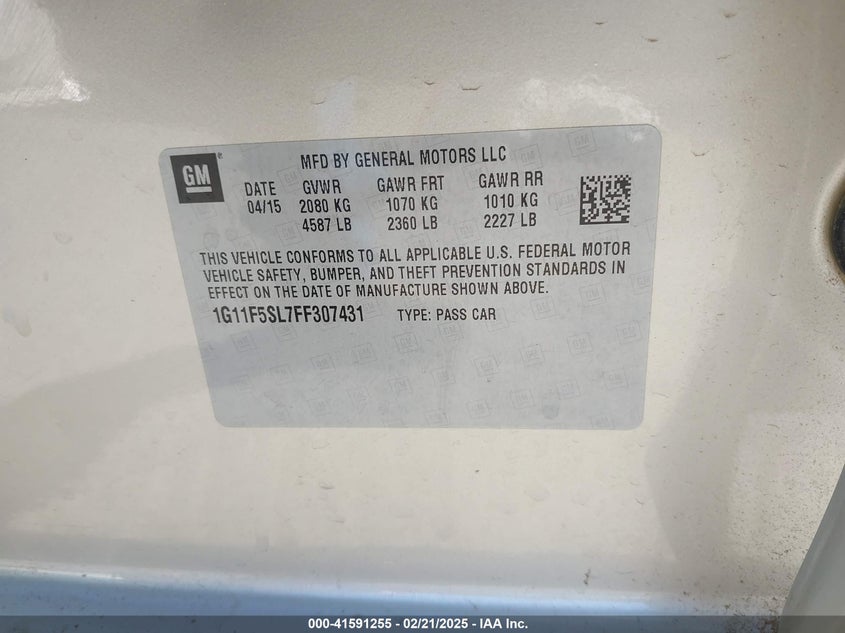 GM
MFD BY GENERAL MOTORS LLC
DATE GVWR GAWR FRT GAWR RR
04/15 2080 KG 1070 KG 1010 KG
4587 LB 2360 LB 2227 LB
THIS VEHICLE CONFORMS TO ALL APPLICABLE U.S. FEDERAL MOTOR
VEHICLE SAFETY, BUMPER, AND THEFT PREVENTION STANDARDS IN
EFFECT ON THE DATE OF MANUFACTURE SHOWN ABOVE.
1G11F5SL7FF307431 TYPE: PASS CAR
000-41591255 - 02/21/2025 - IAA Inc.